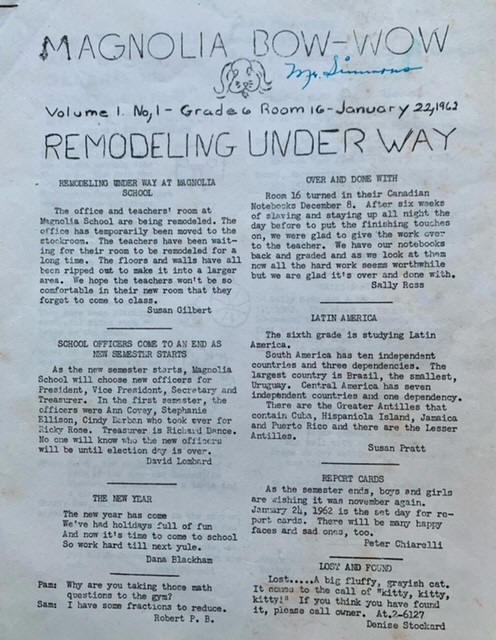 MAGNOLIA BOW-WOW
Mr. Simmons
Volume 1. No,1 - Grade 6 Room 16 - January 22, 1962
REMODELING UNDER WAY
REMODELING UNDER WAY AT MAGNOLIA
SCHOOL
The office and teachers' room at
Magnolia School are being remodeled. The
office has temporarily been moved to the
stockroom. The teachers have been wait-
ing for their room to be remodeled for a
long time. The floors and walls have all
been ripped out to make it into a larger
area. We hope the teachers won't be so
comfortable in their new room that they
forgot to come to class.
Susan Gilbert
SCHOOL OFFICERS COME TO AN END AS
NEW SEMESTER STARTS
As the new semester starts, Magnolia
School will choose new officers for
President, Vice President, Secretary and
Treasurer. In the first semester, the
officers were Ann Covey, Stephanie
Ellison, Cindy Berban who took over for
Ricky Rose. Treasurer is Richard Dance.
No one will know who the new officers
will be until election day is over.
David Lombard
THE NEW YEAR
The new year has come
We've had holidays full of fun
And now it's time to come to school
So work hard till next yule.
Dana Blackham
Pam: Why are you taking those math
questions to the gym?
Sam: I have some fractions to reduce.
Robert P. B.
OVER AND DONE WITH
Room 16 turned in their Canadian
Notebooks December 8. After six weeks
of slaving and staying up all night the
day before to put the finishing touches
on, we were glad to give the work over
to the teacher. We have our notebooks
back and graded and as we look at them
now all the hard work seems worthwhile
but we are glad it's over and done with.
Sally Ross
LATIN AMERICA
The sixth grade is studying Latin
America.
South America has ten independent
countries and three dependencies. The
largest country is Brazil, the smallest,
Uruguay. Central America has seven
independent countries and one dependency.
There are the Greater Antilles that
contain Cuba, Hispaniola Island, Jamaica
and Puerto Rico and there are the Lesser
Antilles.
Susan Pratt
REPORT CARDS
As the semester ends, boys and girls
are wishing it was november again.
January 24, 1962 is the set day for re-
port cards. There will be many happy
faces and sad ones, too.
Peter Chiarelli
LOST AND FOUND
Lost.....A big fluffy, grayish cat.
It comes to the call of "kitty, kitty,
kitty!" If you think you have found
it, please call owner. At.2-6127
Denise Stockard